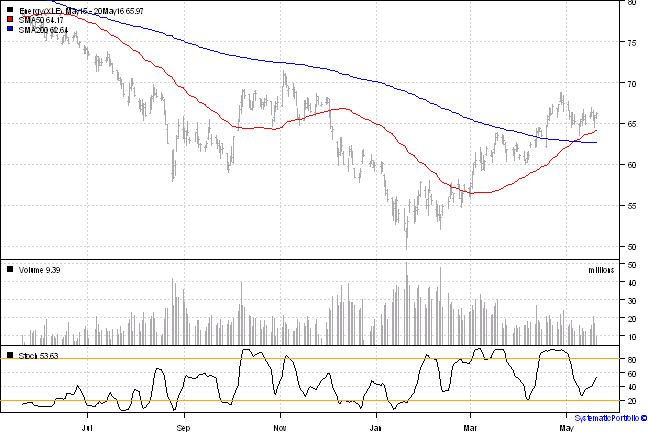 Energy(XLE), May15 - 20May16 65.97
SMA50 64.17
SMA200 62.64
80
75
70
65
60
55
50
Volume 9.39
millions
50
40
30
20
10
Stoch 53.63
80
60
40
20
Jul Sep Nov Jan Mar May
SystematicPortfolio ©